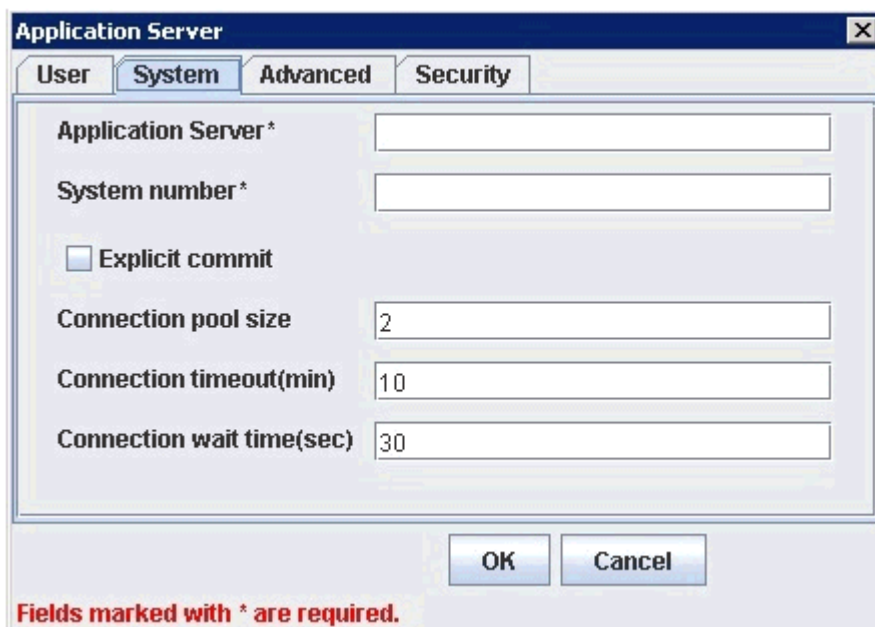 Application Server
User System Advanced Security
Application Server*
System number*
Explicit commit
Connection pool size 2
Connection timeout(min) 10
Connection wait time(sec) 30
OK Cancel
Fields marked with * are required.